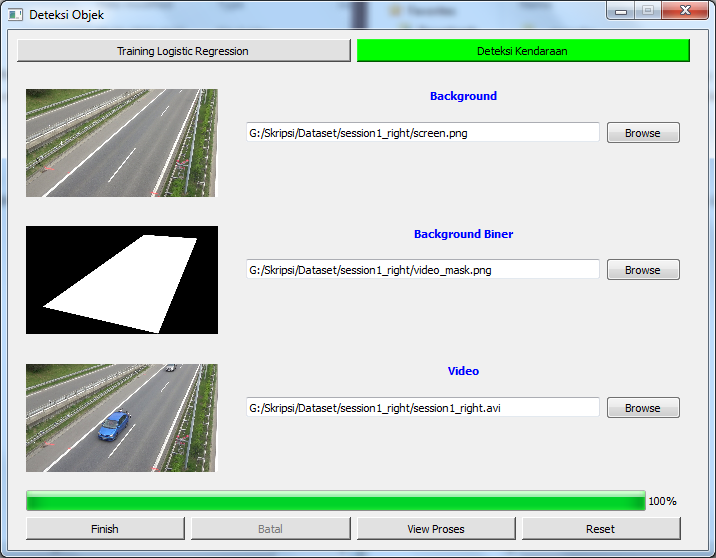 Deteksi Objek
Training Logistic Regression
Deteksi Kendaraan
Background
G:/Skripsi/Dataset/session1_right/screen.png
Browse
Background Biner
G:/Skripsi/Dataset/session1_right/video_mask.png
Browse
Video
G:/Skripsi/Dataset/session1_right/session1_right.avi
Browse
100%
Finish
Batal
View Proses
Reset